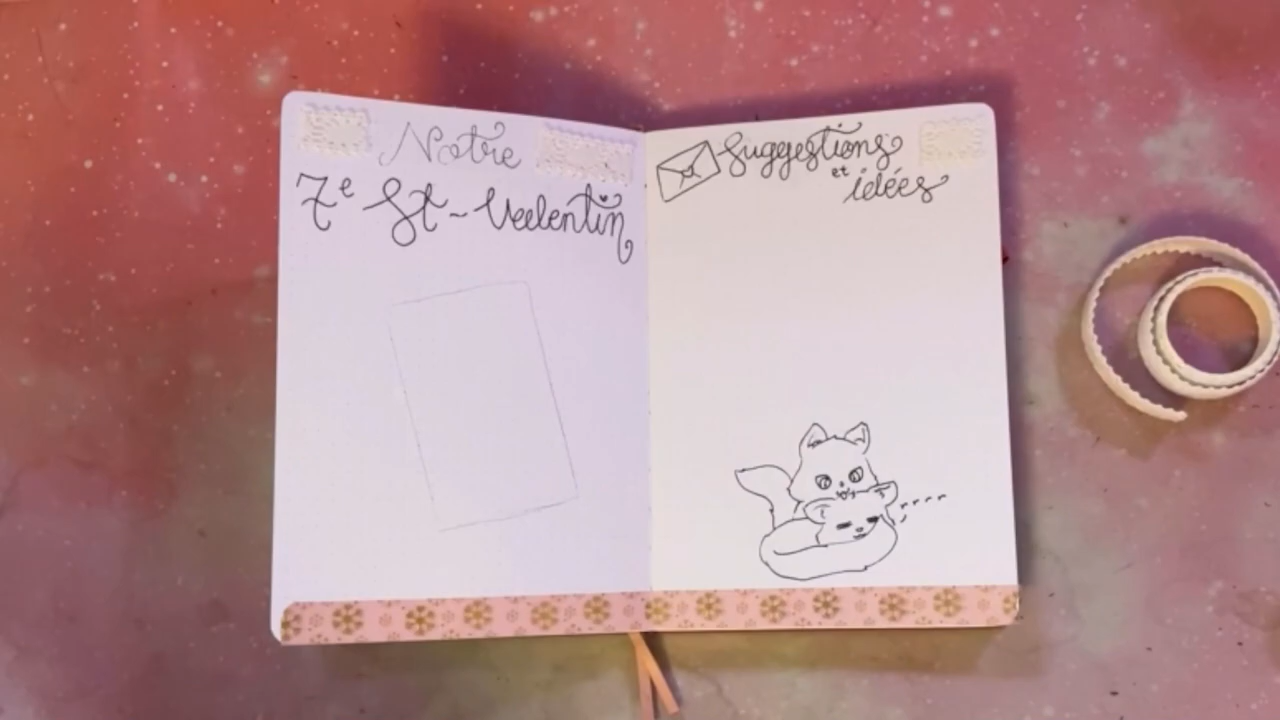 Notre
7e St-Valentin
Suggestions
et
idées